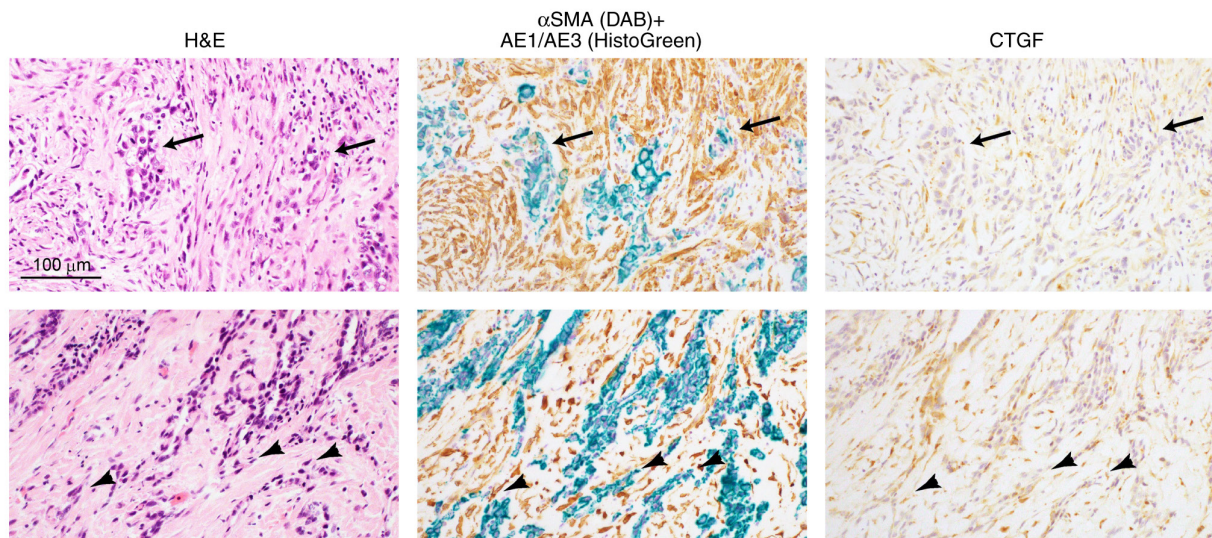 H&E
αSMA (DAB)+
AE1/AE3 (HistoGreen)
CTGF
100 μm